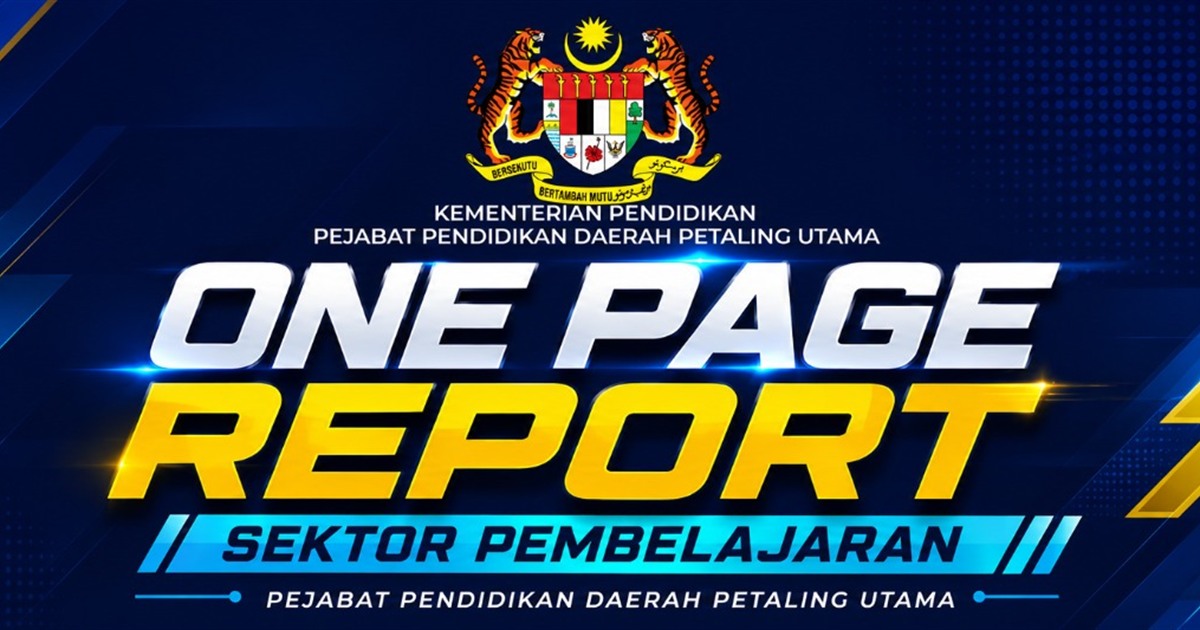 BERSEKUTU
BERTAMBAH MUTU
KEMENTERIAN PENDIDIKAN
PEJABAT PENDIDIKAN DAERAH PETALING UTAMA
ONE PAGE
REPORT
SEKTOR PEMBELAJARAN
PEJABAT PENDIDIKAN DAERAH PETALING UTAMA